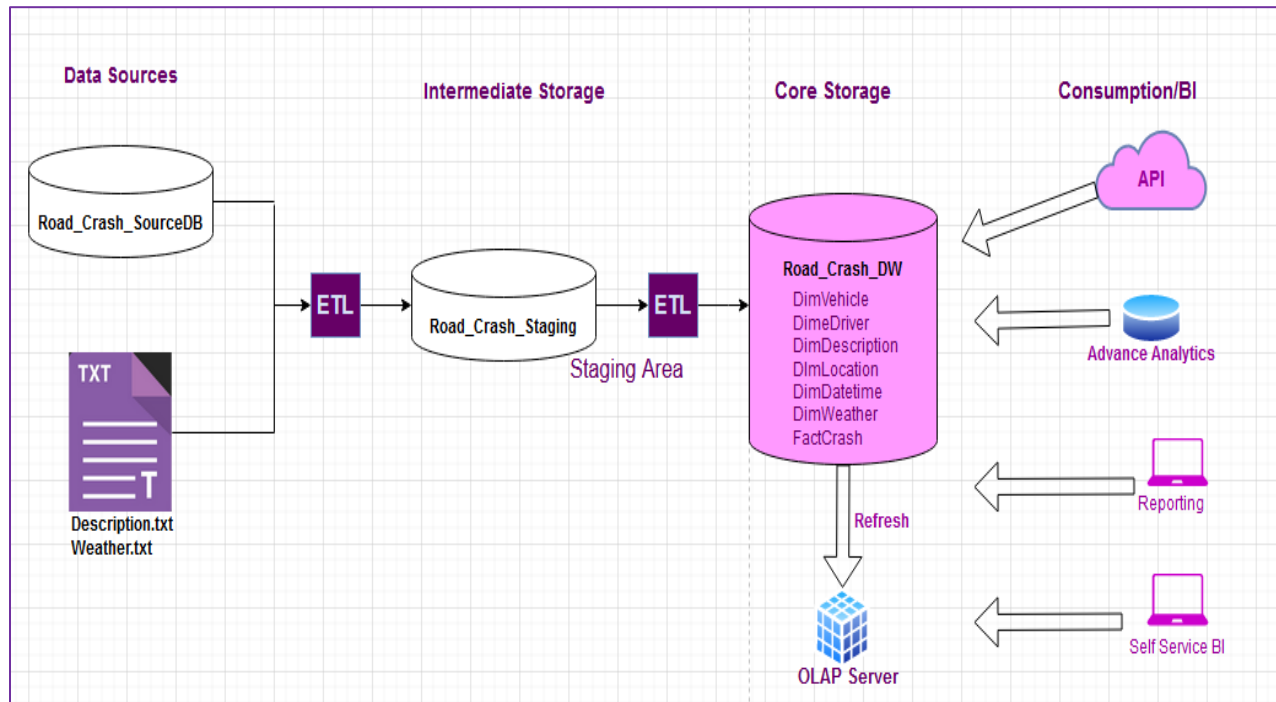 Data Sources
Intermediate Storage
Core Storage
Consumption/BI
Road_Crash_SourceDB
TXT
T
Description.txt
Weather.txt
ETL
Road_Crash_Staging
Staging Area
ETL
Road_Crash_DW
DimVehicle
DimeDriver
DimDescription
DImLocation
DimDatetime
DimWeather
FactCrash
Refresh
OLAP Server
API
Advance Analytics
Reporting
Self Service BI